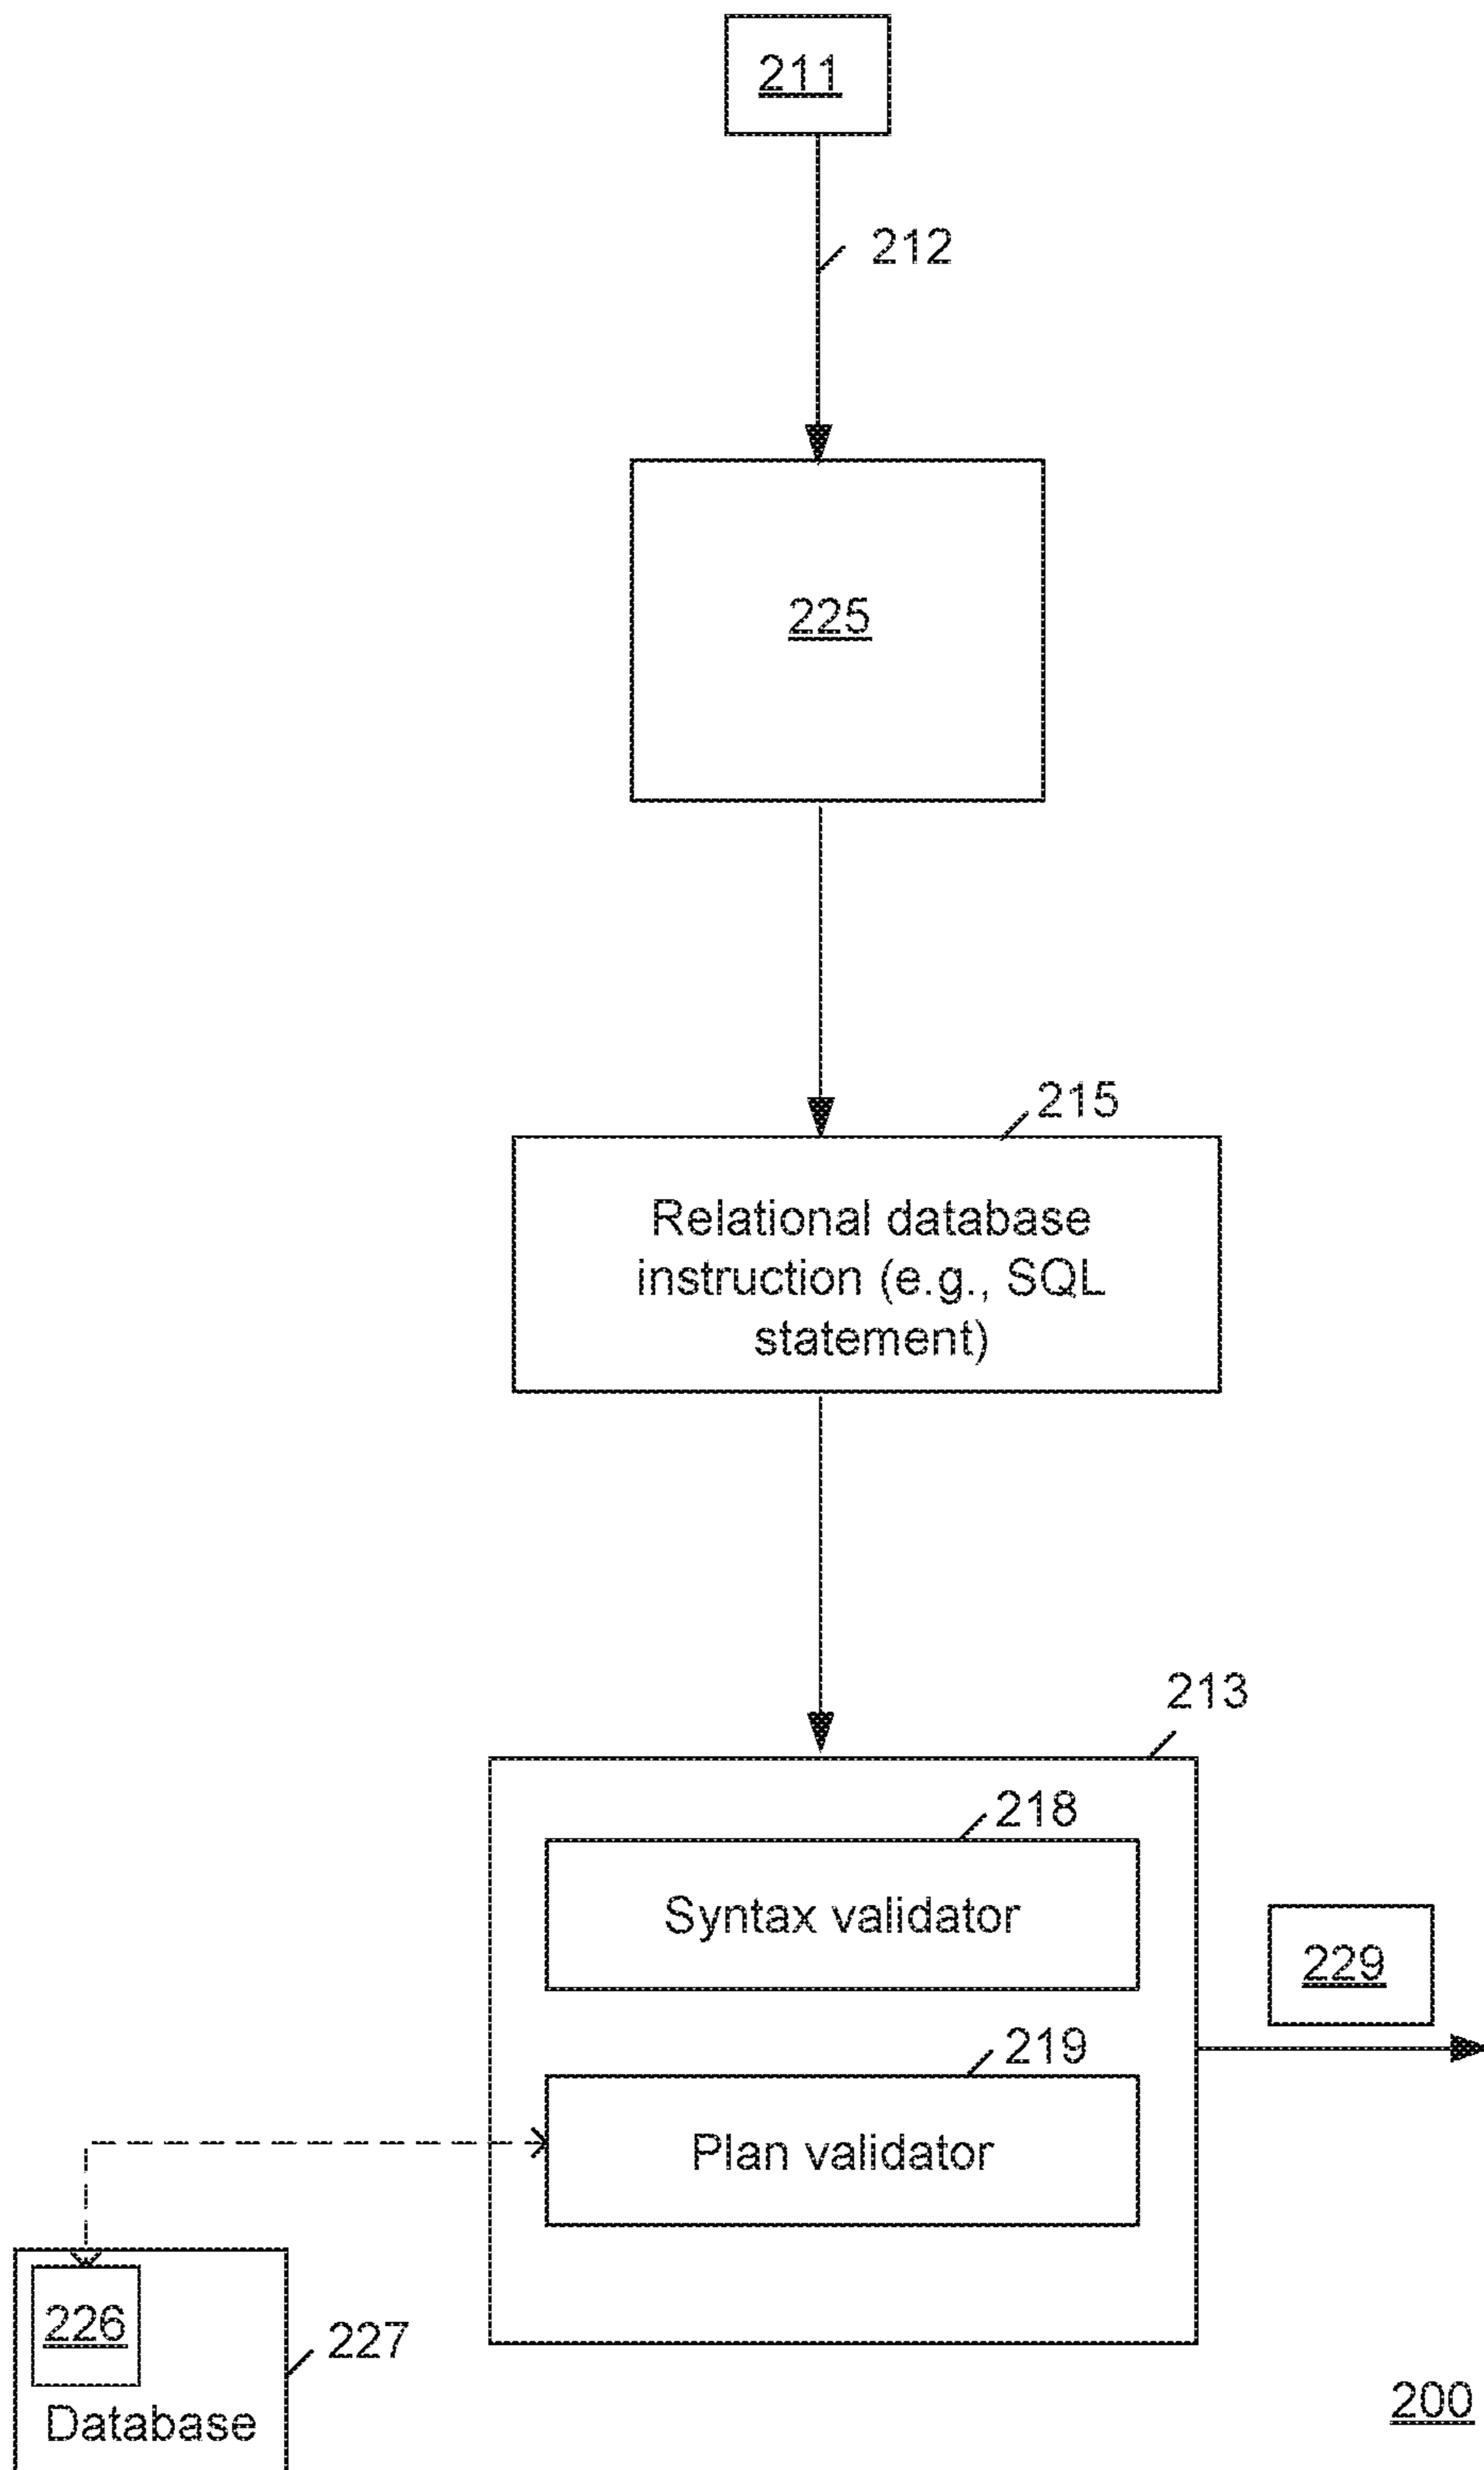 211
212
225
215
Relational database
instruction (e.g., SQL
statement)
213
218
Syntax validator
229
219
Plan validator
226
227
Database
200